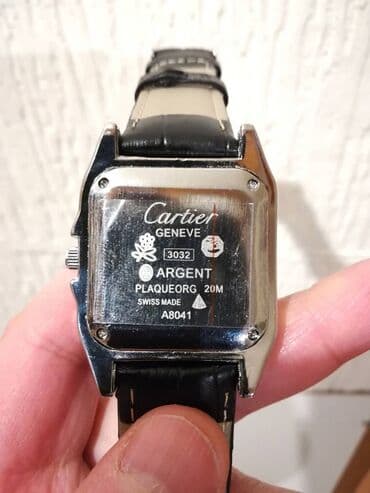 Cartier
GENEVE
3032
ARGENT
PLAQUEORG 20M
SWISS MADE
A8041